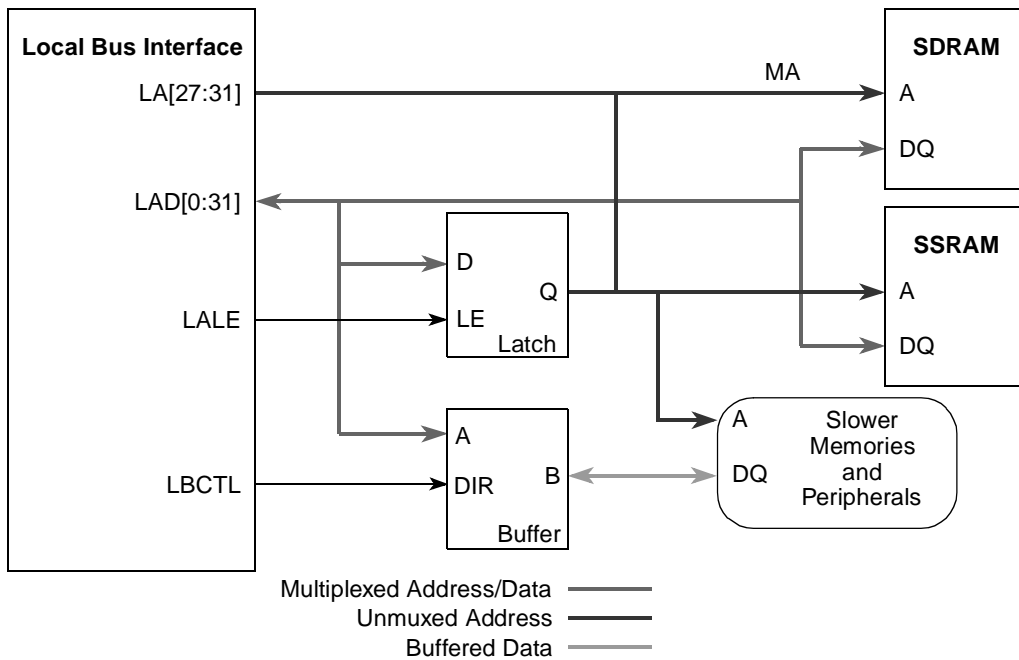 Local Bus Interface
LA[27:31]
LAD[0:31]
LALE
LBCTL
MA
SDRAM
A
DQ
SSRAM
A
DQ
D
Q
LE
Latch
A
B
DIR
Buffer
A
DQ
Slower
Memories
and
Peripherals
Multiplexed Address/Data
Unmuxed Address
Buffered Data